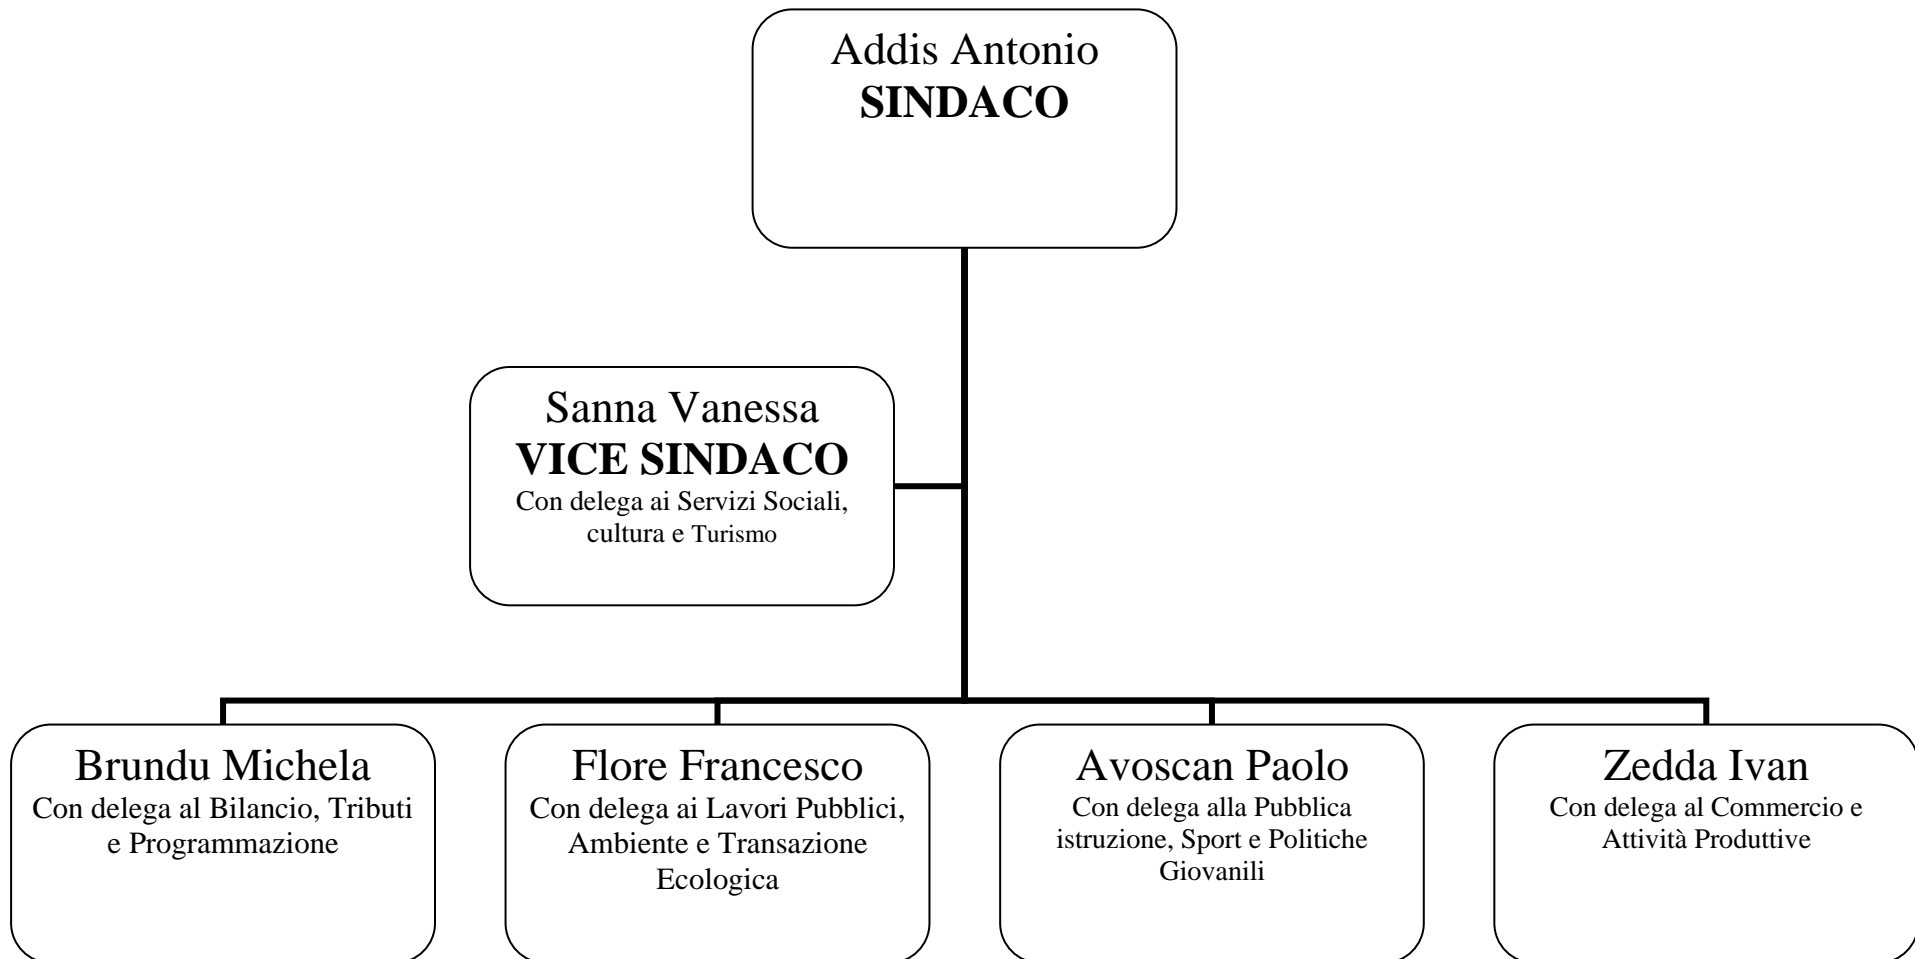 Addis Antonio
SINDACO
Sanna Vanessa
VICE SINDACO
Con delega ai Servizi Sociali,
cultura e Turismo
Brundu Michela
Con delega al Bilancio, Tributi
e Programmazione
Flore Francesco
Con delega ai Lavori Pubblici,
Ambiente e Transazione
Ecologica
Avoscan Paolo
Con delega alla Pubblica
istruzione, Sport e Politiche
Giovanili
Zedda Ivan
Con delega al Commercio e
Attività Produttive